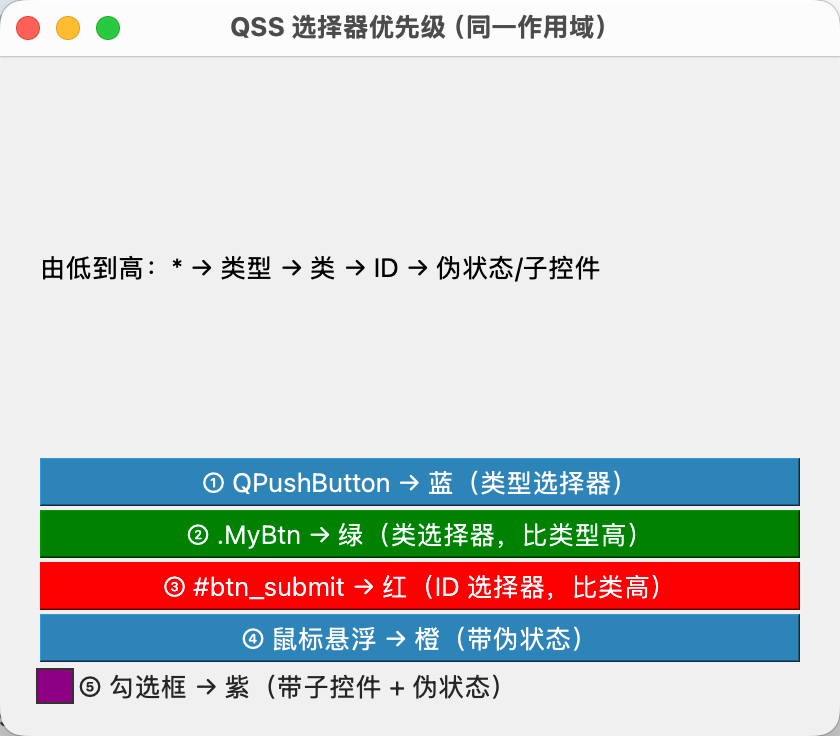 QSS 选择器优先级（同一作用域）
由低到高：* → 类型 → 类 → ID → 伪状态/子控件
① QPushButton → 蓝（类型选择器）
② .MyBtn → 绿（类选择器，比类型高）
③ #btn_submit → 红（ID 选择器，比类高）
④ 鼠标悬浮 → 橙（带伪状态）
⑤ 勾选框 → 紫（带子控件 + 伪状态）